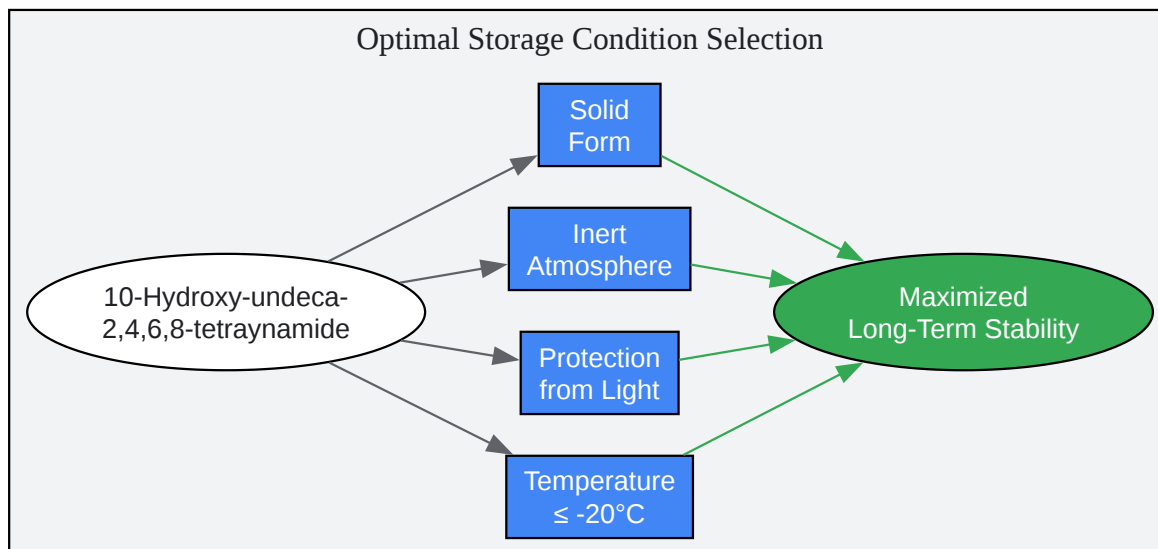 Optimal Storage Condition Selection
Solid
Form
Inert
Atmosphere
10-Hydroxy-undeca-
2,4,6,8-tetraynamide
Maximized
Long-Term Stability
Protection
from Light
Temperature
≤ -20°C